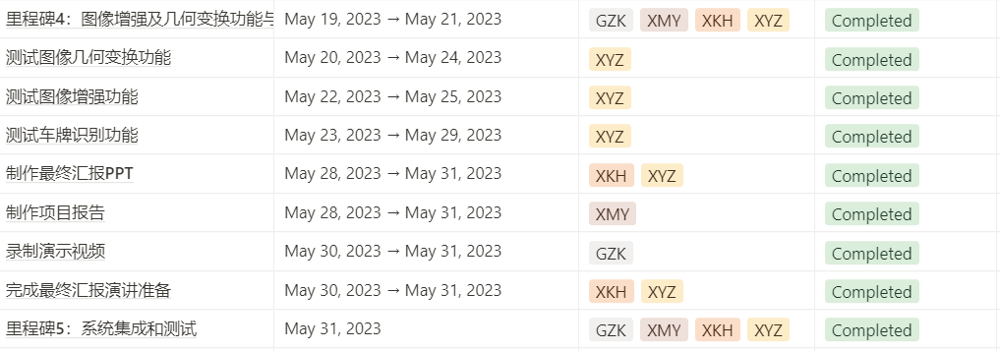 里程碑4：图像增强及几何变换功能与 May 19, 2023 → May 21, 2023 GZK XMY XKH XYZ Completed
测试图像几何变换功能 May 20, 2023 → May 24, 2023 XYZ Completed
测试图像增强功能 May 22, 2023 → May 25, 2023 XYZ Completed
测试车牌识别功能 May 23, 2023 → May 29, 2023 XYZ Completed
制作最终汇报PPT May 28, 2023 → May 31, 2023 XKH XYZ Completed
制作项目报告 May 28, 2023 → May 31, 2023 XMY Completed
录制演示视频 May 30, 2023 → May 31, 2023 GZK Completed
完成最终汇报演讲准备 May 30, 2023 → May 31, 2023 XKH XYZ Completed
里程碑5：系统集成和测试 May 31, 2023 GZK XMY XKH XYZ Completed